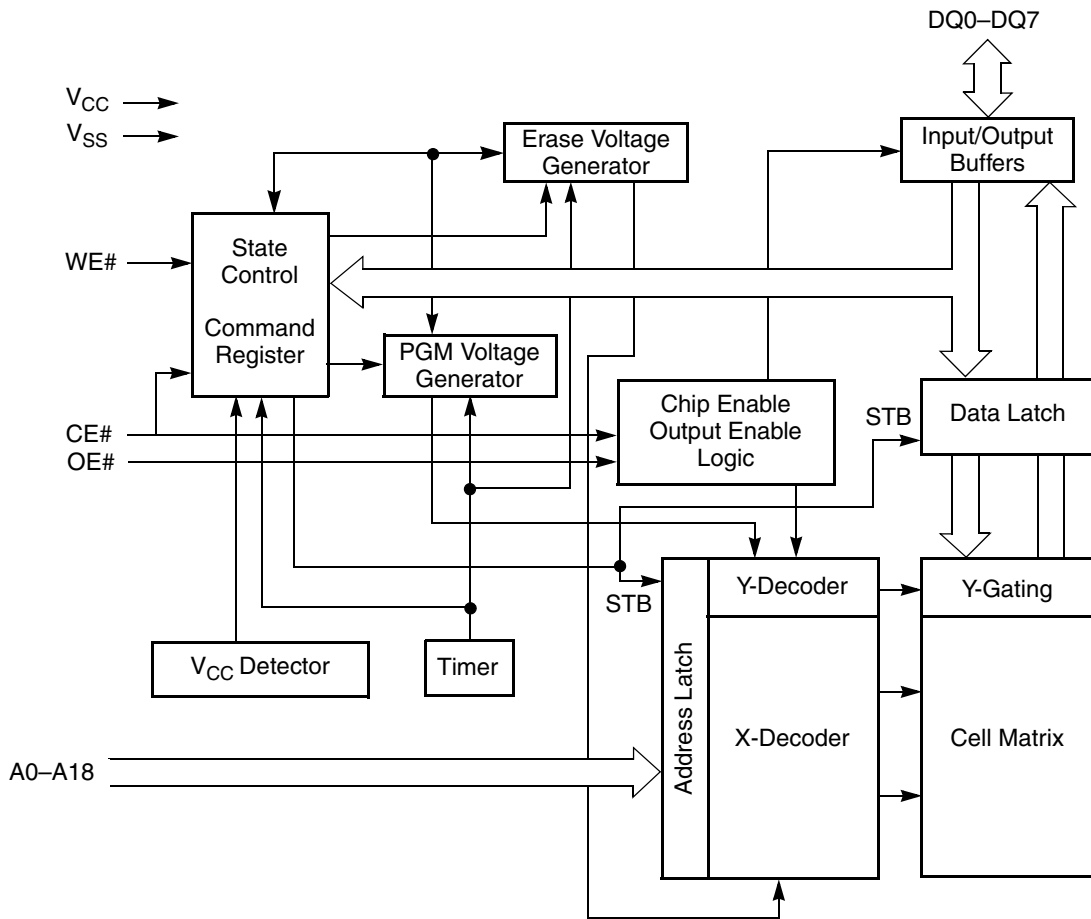 DQ0–DQ7
VCC
VSS
Erase Voltage
Generator
Input/Output
Buffers
WE#
State
Control
Command
Register
PGM Voltage
Generator
CE#
OE#
Chip Enable
Output Enable
Logic
STB
Data Latch
STB
Y-Decoder
Y-Gating
VCC Detector
Timer
Address Latch
X-Decoder
Cell Matrix
A0–A18